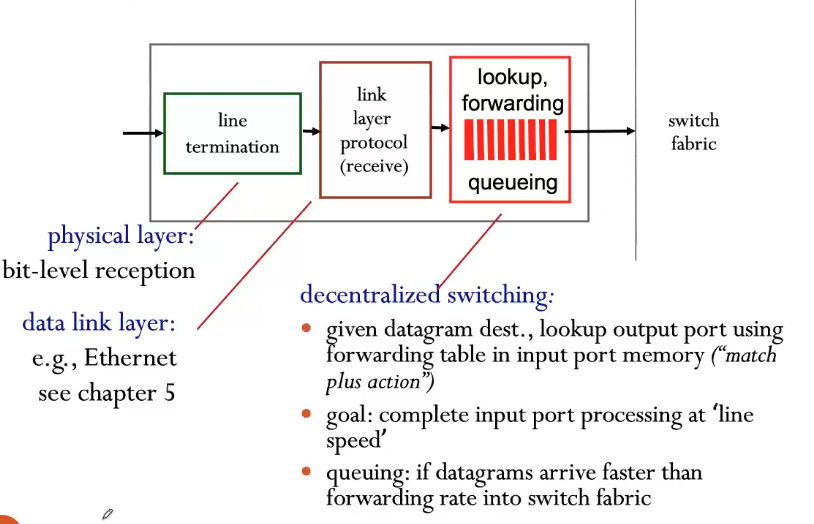 line
termination
link
layer
protocol
(receive)
lookup,
forwarding
queueing
switch
fabric
physical layer:
bit-level reception
data link layer:
e.g., Ethernet
see chapter 5
decentralized switching:
• given datagram dest., lookup output port using
forwarding table in input port memory (“match
plus action”)
• goal: complete input port processing at ‘line
speed’
• queuing: if datagrams arrive faster than
forwarding rate into switch fabric